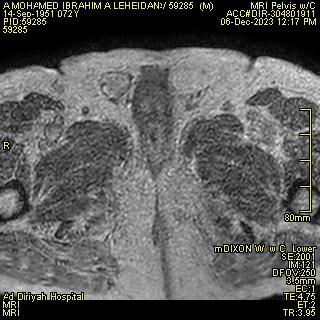 A MOHAMED IBRAHIM A LEHEIDAN:/ 59285 (M)
14-Sep-1951 072Y
PID:59285
59285
MRI Pelvis w/C
ACC#DIR-304801911
06-Dec-2023 12:17 PM
R
80mm
mDIXON W w C Lower
SE:2001
IM:121
DFOV:250
3.5mm
EC:1
TE:4.75
ET:2
TR:3.95
Ad Diriyah Hospital
MRI
MRI